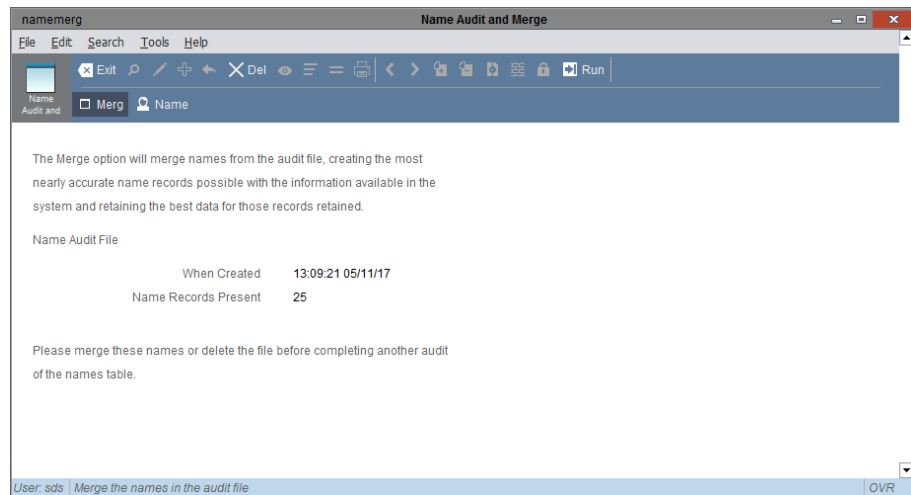 namemerg Name Audit and Merge
File Edit Search Tools Help
Exit Del Run
Name Audit and
Merg Name
The Merge option will merge names from the audit file, creating the most
nearly accurate name records possible with the information available in the
system and retaining the best data for those records retained.
Name Audit File
When Created 13:09:21 05/11/17
Name Records Present 25
Please merge these names or delete the file before completing another audit
of the names table.
User: sds Merge the names in the audit file OVR